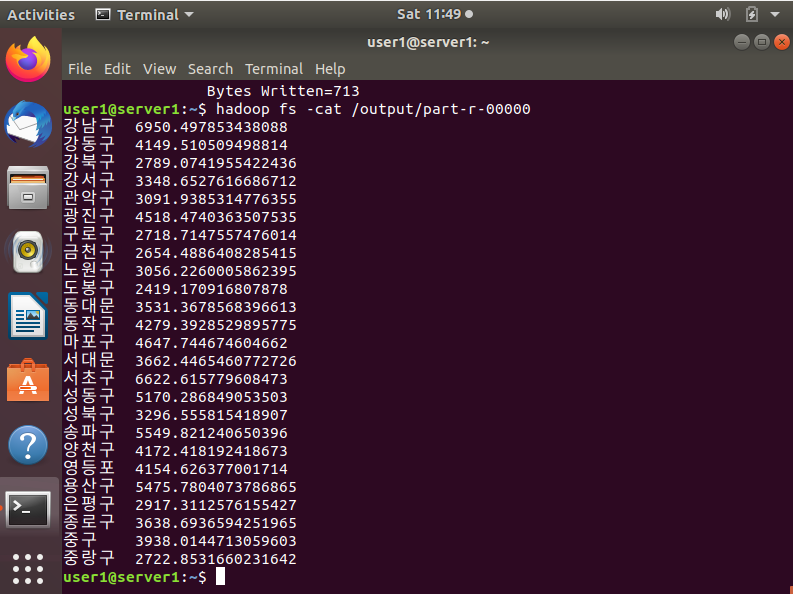 Activities Terminal Sat 11:49
user1@server1: ~
File Edit View Search Terminal Help
Bytes Written=713
user1@server1:~$ hadoop fs -cat /output/part-r-00000
강남구 6950.497853438088
강동구 4149.510509498814
강북구 2789.0741955422436
강서구 3348.6527616686712
관악구 3091.9385314776355
광진구 4518.4740363507535
구로구 2718.7147557476014
금천구 2654.4886408285415
노원구 3056.2260005862395
도봉구 2419.170916807878
동대문 3531.3678568396613
동작구 4279.3928529895775
마포구 4647.744674604662
서대문 3662.4465460772726
서초구 6622.615779608473
성동구 5170.286849053503
성북구 3296.555815418907
송파구 5549.821240650396
양천구 4172.418192418673
영등포 4154.626377001714
용산구 5475.7804073786865
은평구 2917.3112576155427
종로구 3638.6936594251965
중구 3938.0144713059603
중랑구 2722.8531660231642
user1@server1:~$